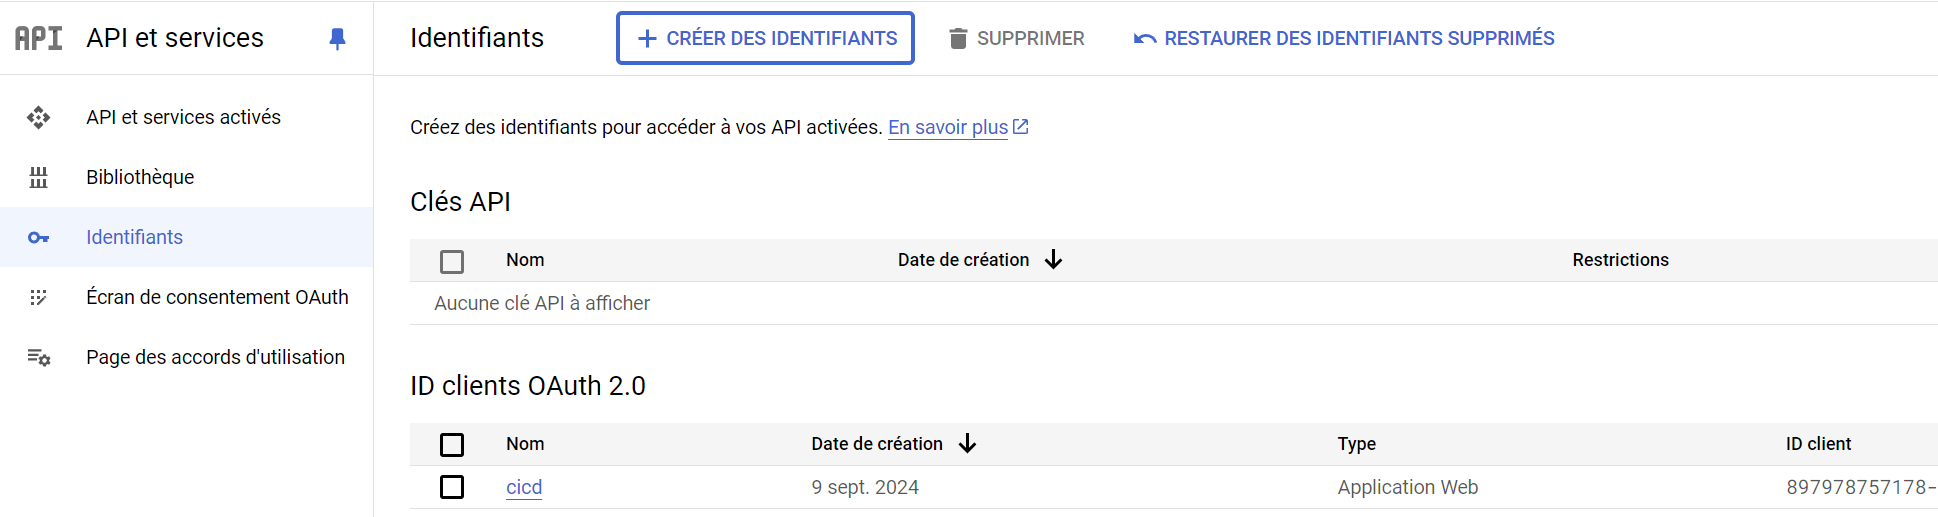 API API et services
Identifiants
CRÉER DES IDENTIFIANTS
SUPPRIMER
RESTAURER DES IDENTIFIANTS SUPPRIMÉS
API et services activés
Bibliothèque
Identifiants
Écran de consentement OAuth
Page des accords d'utilisation
Créez des identifiants pour accéder à vos API activées. En savoir plus
Clés API
Nom Date de création Restrictions
Aucune clé API à afficher
ID clients OAuth 2.0
Nom Date de création Type ID client
cicd 9 sept. 2024 Application Web 897978757178-